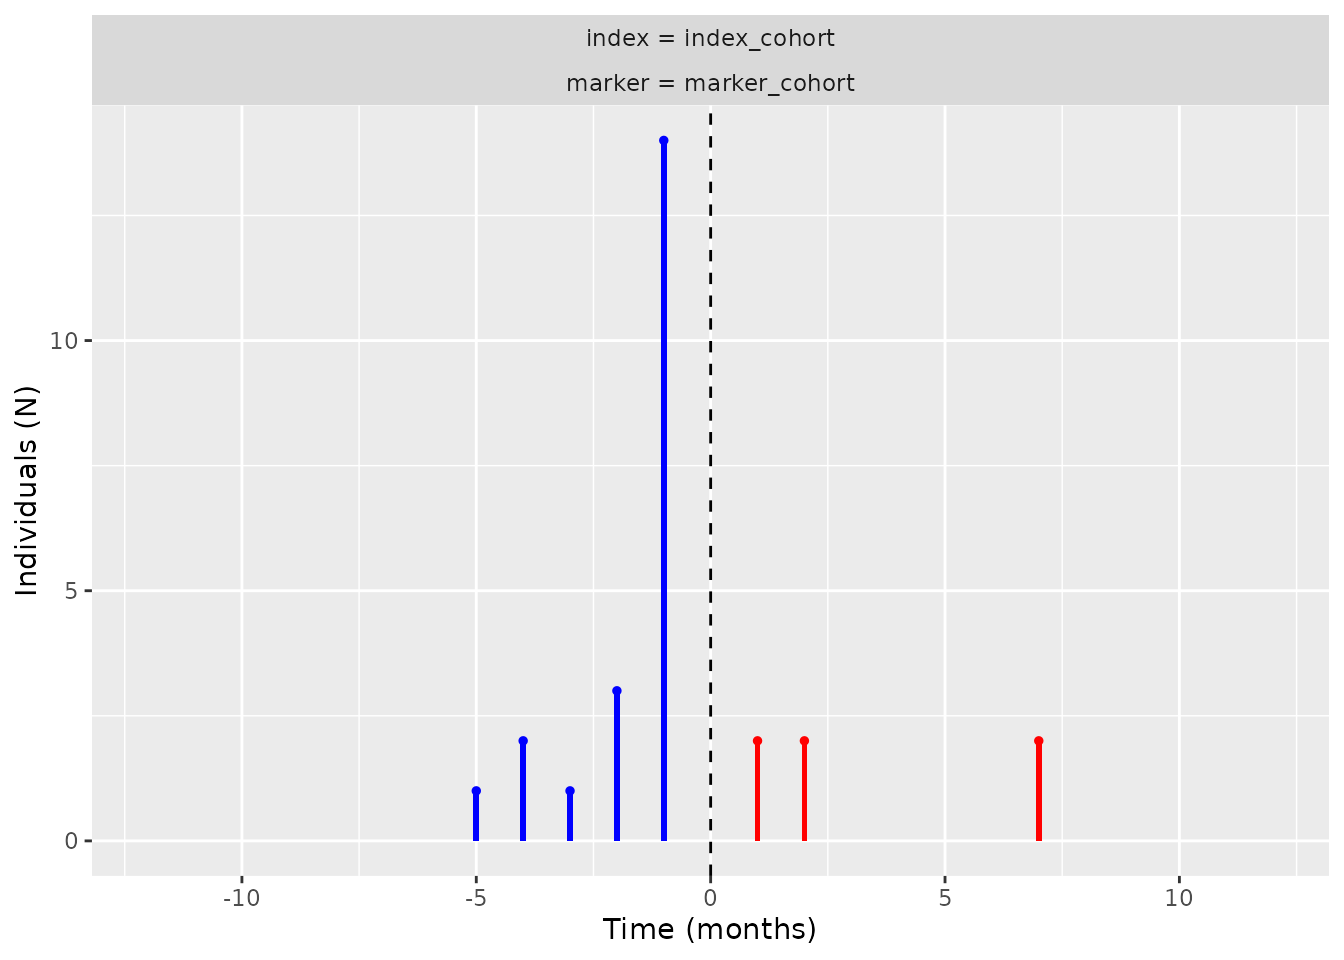 index = index_cohort
marker = marker_cohort
10
5
0
Individuals (N)
-10 -5 0 5 10
Time (months)